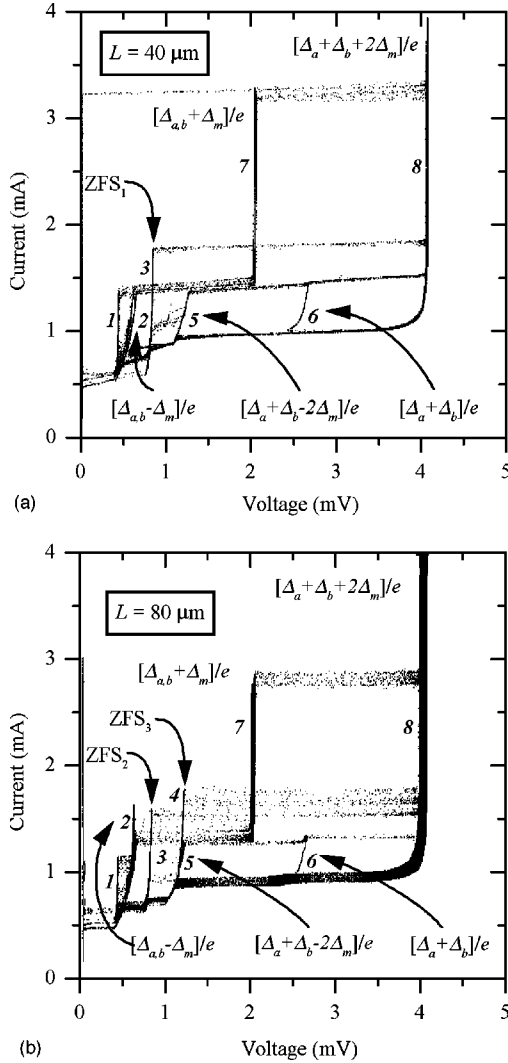 4
[Δa+Δb+2Δm]/e
L = 40 μm
[Δa,b+Δm]/e
3
7
8
ZFS1
Current (mA)
2
3
1
2
5
6
1
[Δa,b-Δm]/e
[Δa+Δb-2Δm]/e
[Δa+Δb]/e
0
0 1 2 3 4 5
(a)
Voltage (mV)
4
[Δa+Δb+2Δm]/e
L = 80 μm
3
[Δa,b+Δm]/e
7
8
ZFS3
ZFS2
Current (mA)
2
4
2
3
5
6
1
1
[Δa,b-Δm]/e
[Δa+Δb-2Δm]/e
[Δa+Δb]/e
0
0 1 2 3 4 5
(b)
Voltage (mV)